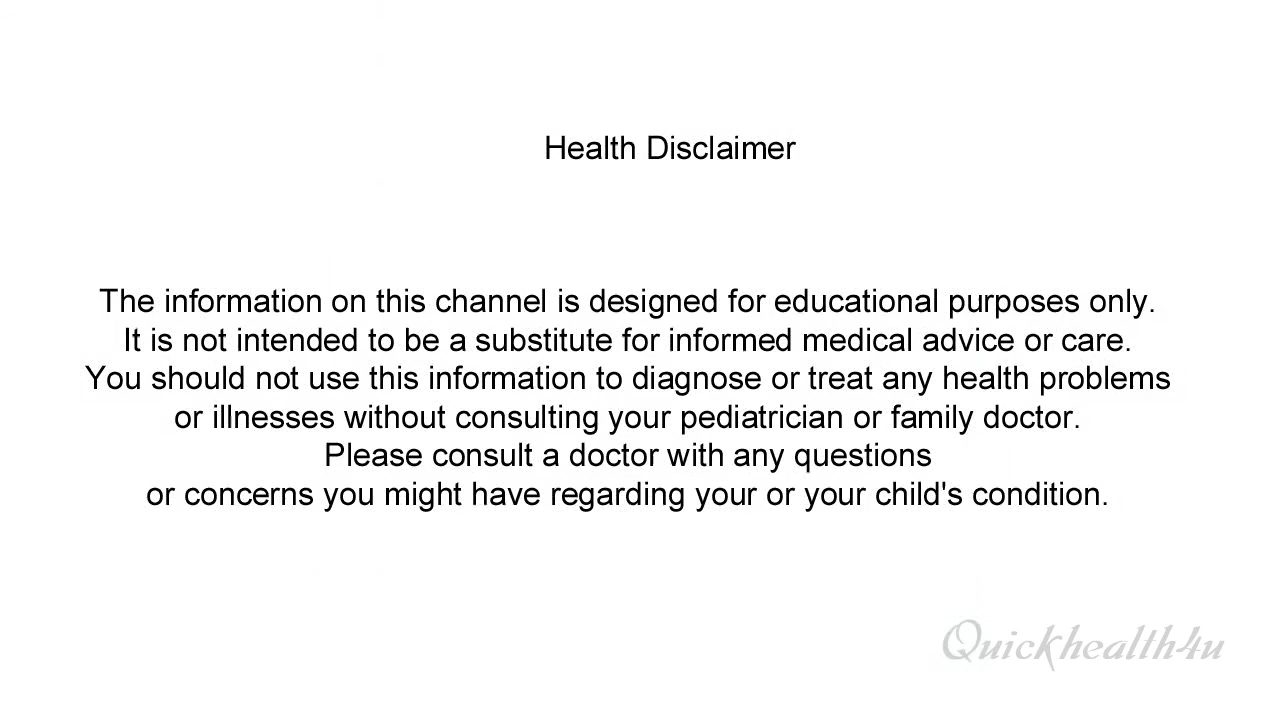 Health Disclaimer
The information on this channel is designed for educational purposes only.
It is not intended to be a substitute for informed medical advice or care.
You should not use this information to diagnose or treat any health problems
or illnesses without consulting your pediatrician or family doctor.
Please consult a doctor with any questions
or concerns you might have regarding your or your child's condition.
Quickhealth4u